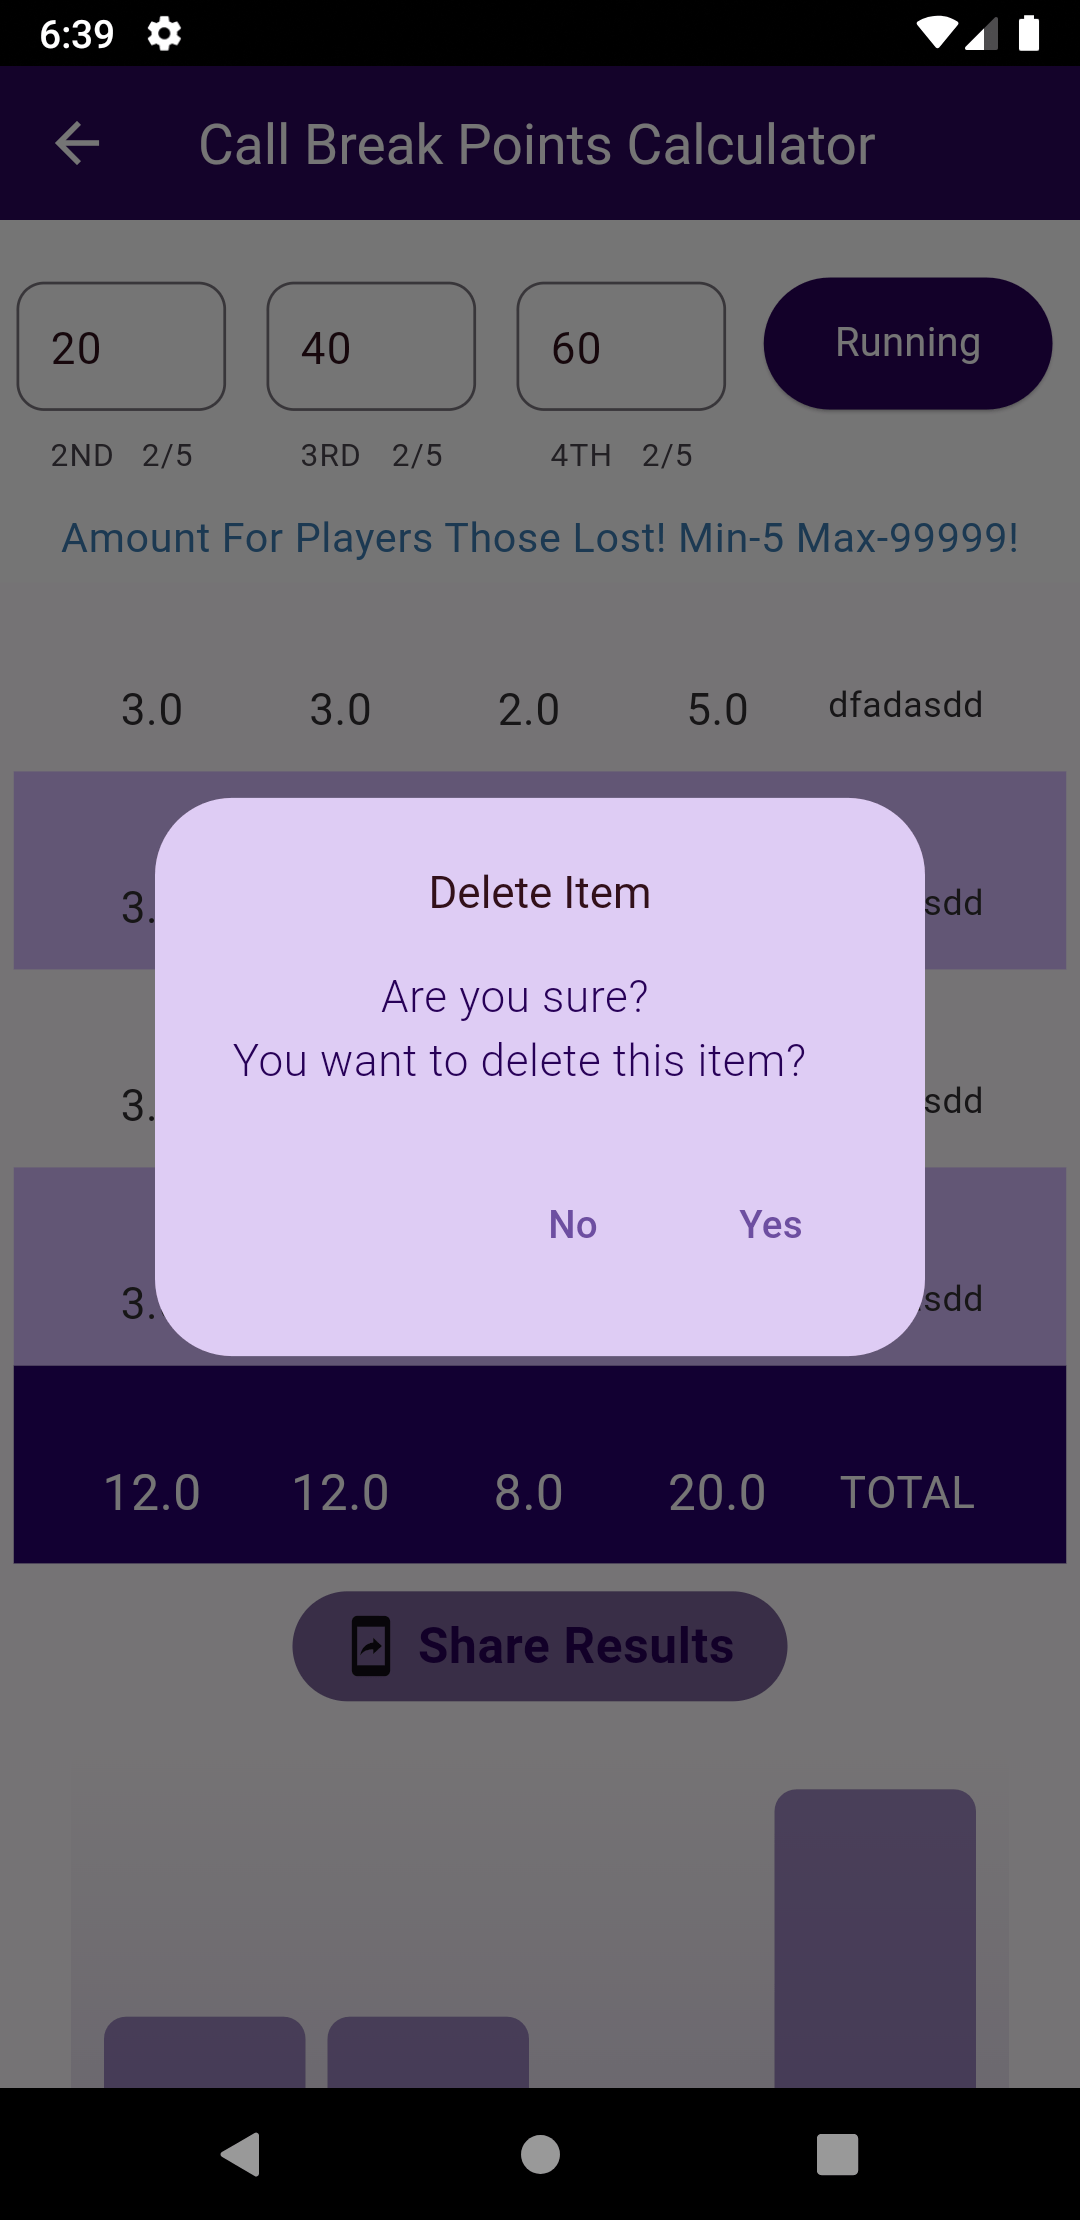 6:39
Call Break Points Calculator
20 40 60 Running
2ND 2/5 3RD 2/5 4TH 2/5
Amount For Players Those Lost! Min-5 Max-99999!
3.0 3.0 2.0 5.0 dfadasdd
3. sdd
Delete Item
Are you sure?
You want to delete this item?
3. sdd
No Yes
3. sdd
12.0 12.0 8.0 20.0 TOTAL
Share Results